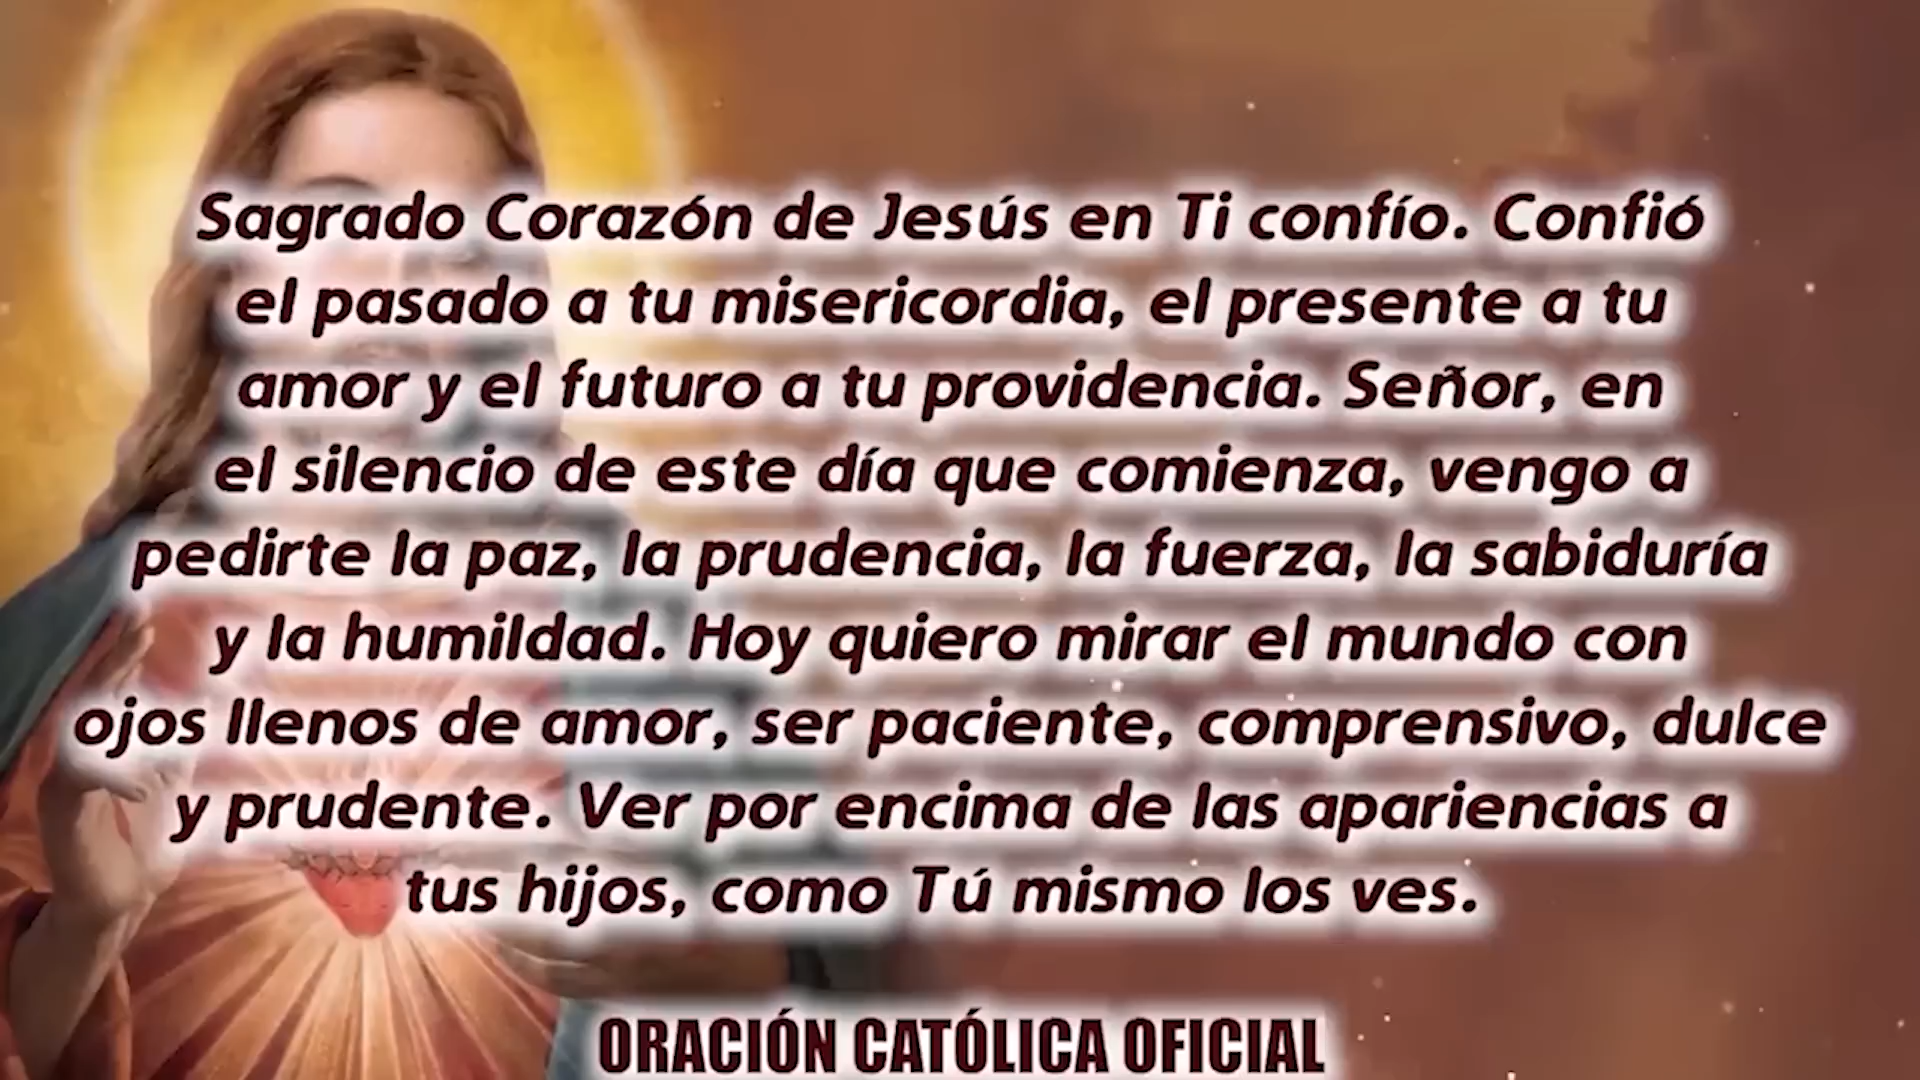 Sagrado Corazón de Jesús en Ti confío. Confió
el pasado a tu misericordia, el presente a tu
amor y el futuro a tu providencia. Señor, en
el silencio de este día que comienza, vengo a
pedirte la paz, la prudencia, la fuerza, la sabiduría
y la humildad. Hoy quiero mirar el mundo con
ojos llenos de amor, ser paciente, comprensivo, dulce
y prudente. Ver por encima de las apariencias a
tus hijos, como Tú mismo los ves.
ORACIÓN CATÓLICA OFICIAL